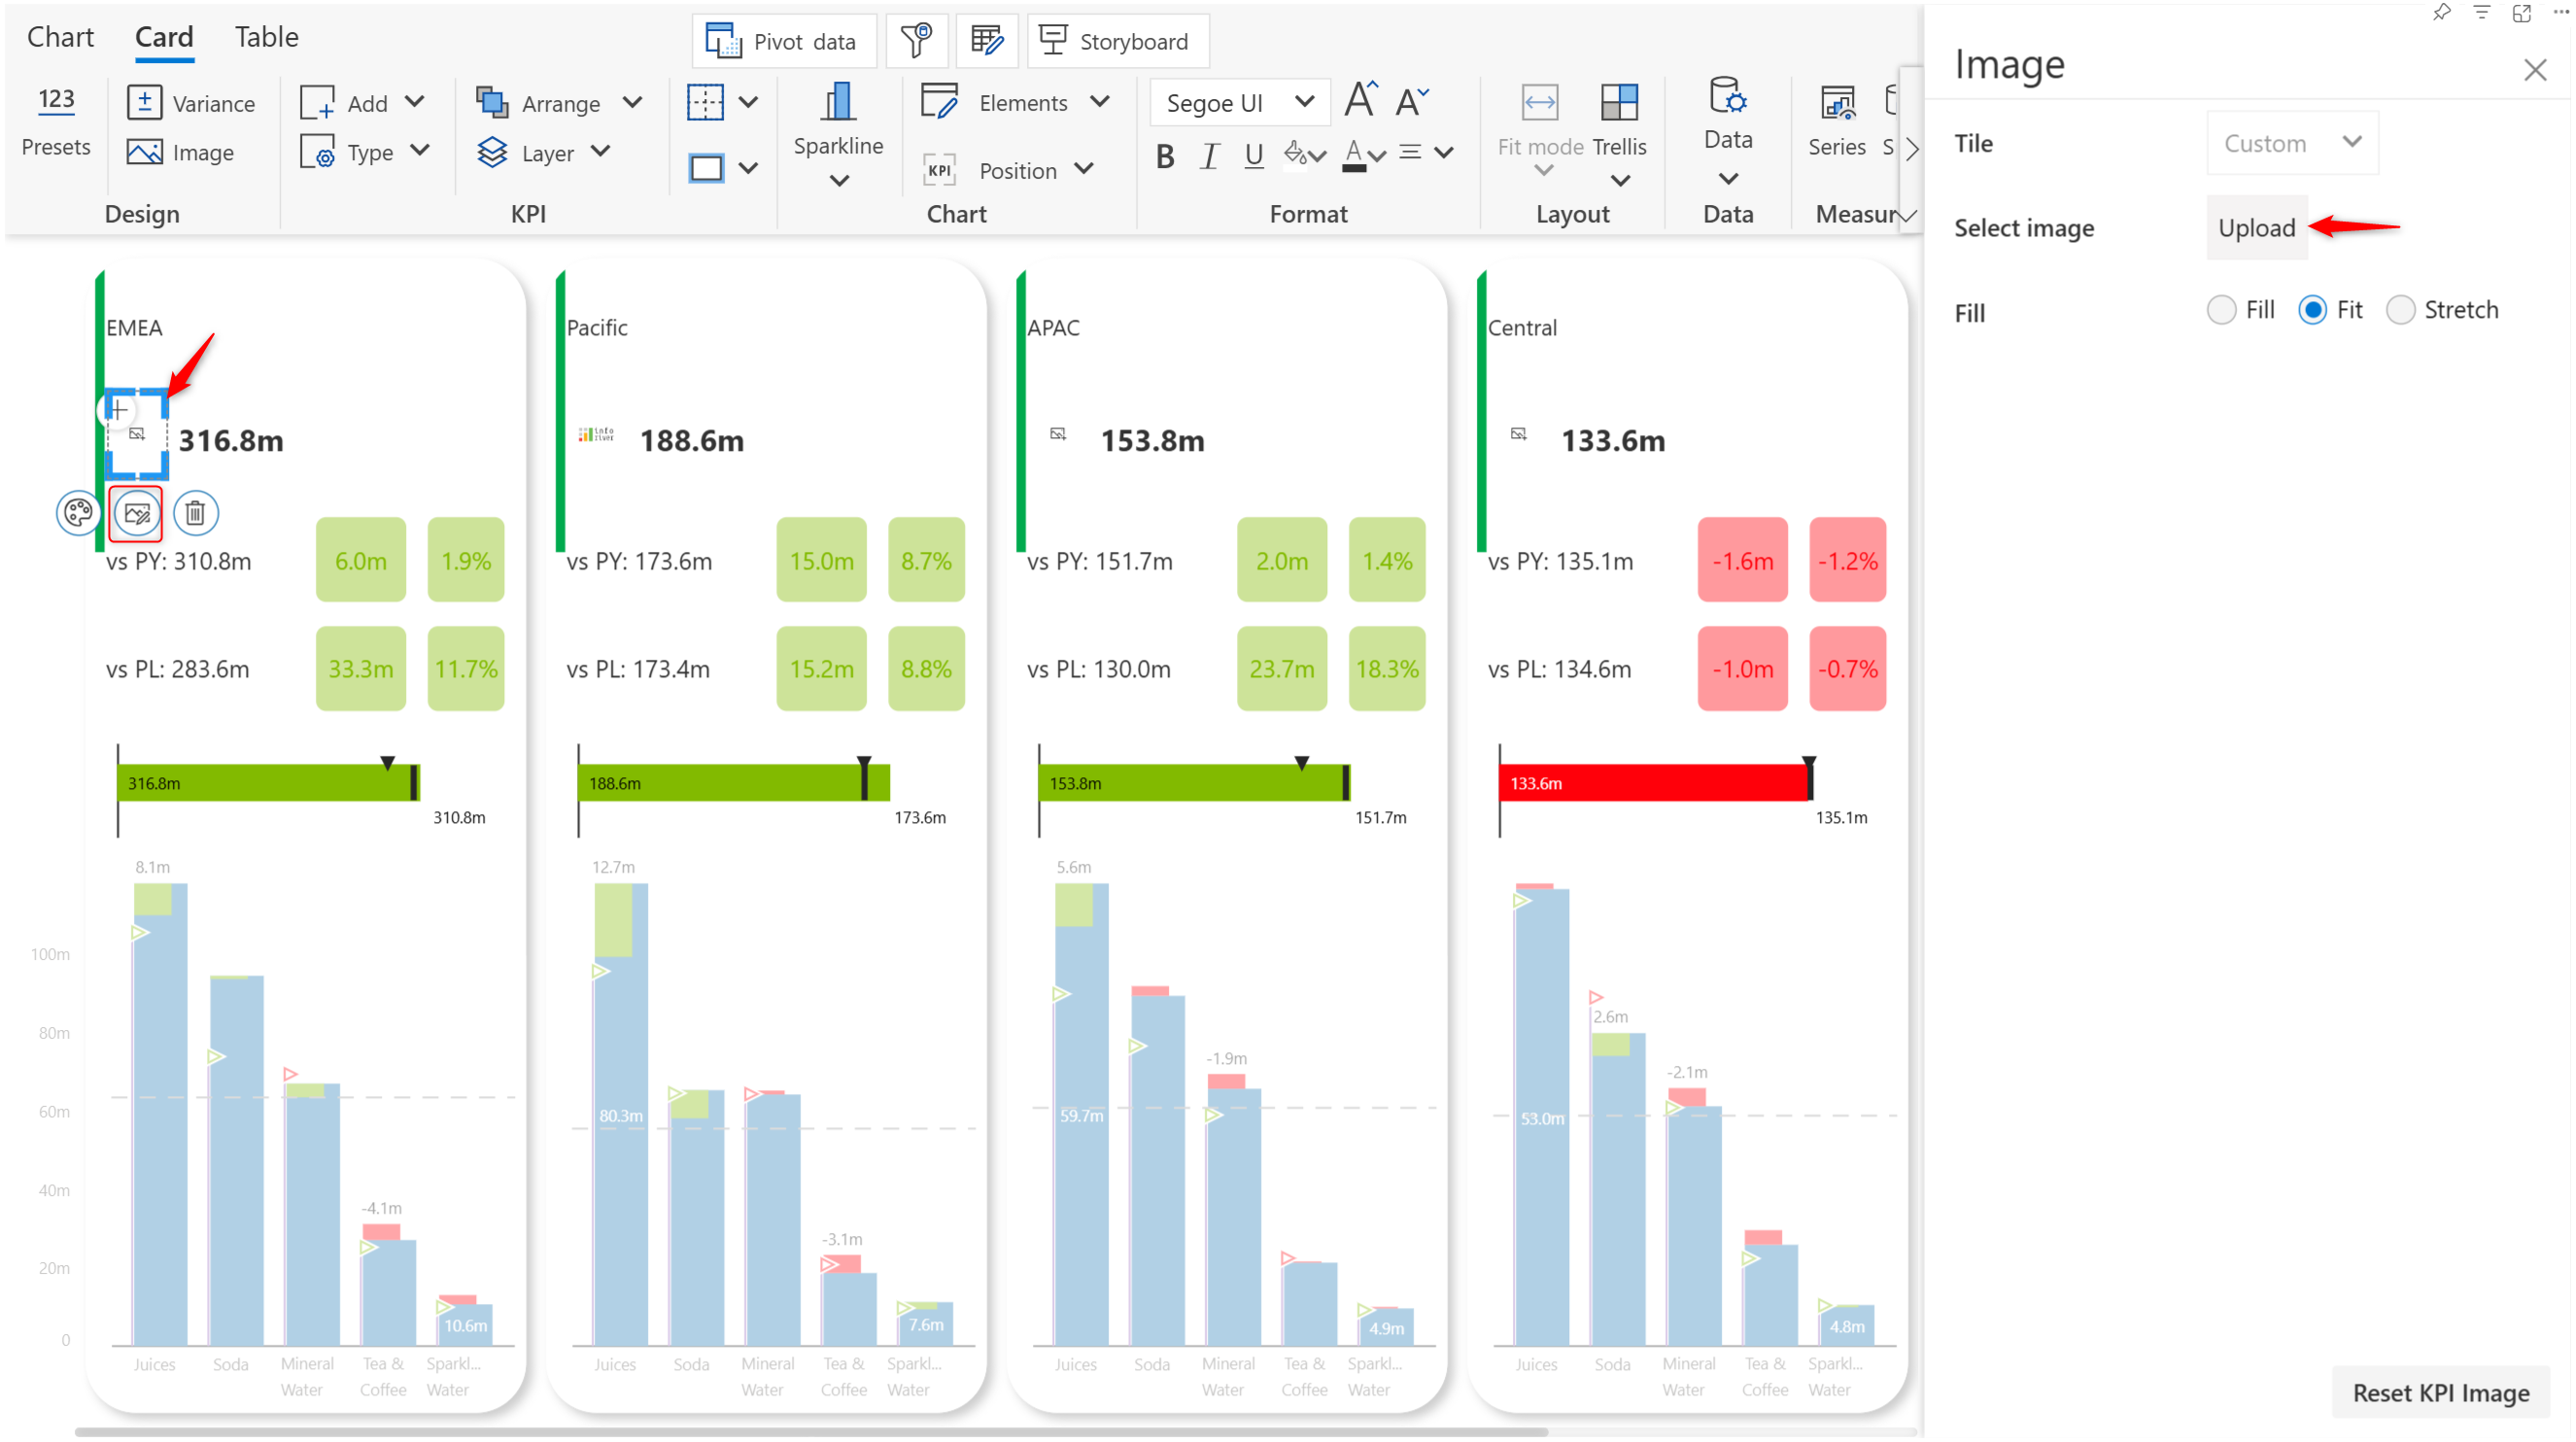 Chart Card Table
Pivot data
Storyboard
123
Presets
Variance
Image
Design
Add
Type
Arrange
Layer
KPI
Sparkline
Elements
KPI
Position
Chart
Segoe UI
A A
B I U A
Format
Fit mode
Trellis
Layout
Data
Data
Series
S
Measur
Image
Tile
Custom
Select image
Upload
Fill
Fill
Fit
Stretch
Reset KPI Image
EMEA
316.8m
vs PY: 310.8m
6.0m
1.9%
vs PL: 283.6m
33.3m
11.7%
316.8m
310.8m
8.1m
-4.1m
10.6m
100m
80m
60m
40m
20m
0
Juices
Soda
Mineral
Water
Tea &
Coffee
Sparkl...
Water
Pacific
info
river
188.6m
vs PY: 173.6m
15.0m
8.7%
vs PL: 173.4m
15.2m
8.8%
188.6m
173.6m
12.7m
80.3m
-3.1m
7.6m
Juices
Soda
Mineral
Water
Tea &
Coffee
Sparkl...
Water
APAC
153.8m
vs PY: 151.7m
2.0m
1.4%
vs PL: 130.0m
23.7m
18.3%
153.8m
151.7m
5.6m
-1.9m
59.7m
4.9m
Juices
Soda
Mineral
Water
Tea &
Coffee
Sparkl...
Water
Central
133.6m
vs PY: 135.1m
-1.6m
-1.2%
vs PL: 134.6m
-1.0m
-0.7%
133.6m
135.1m
2.6m
-2.1m
53.0m
4.8m
Juices
Soda
Mineral
Water
Tea &
Coffee
Sparkl...
Water